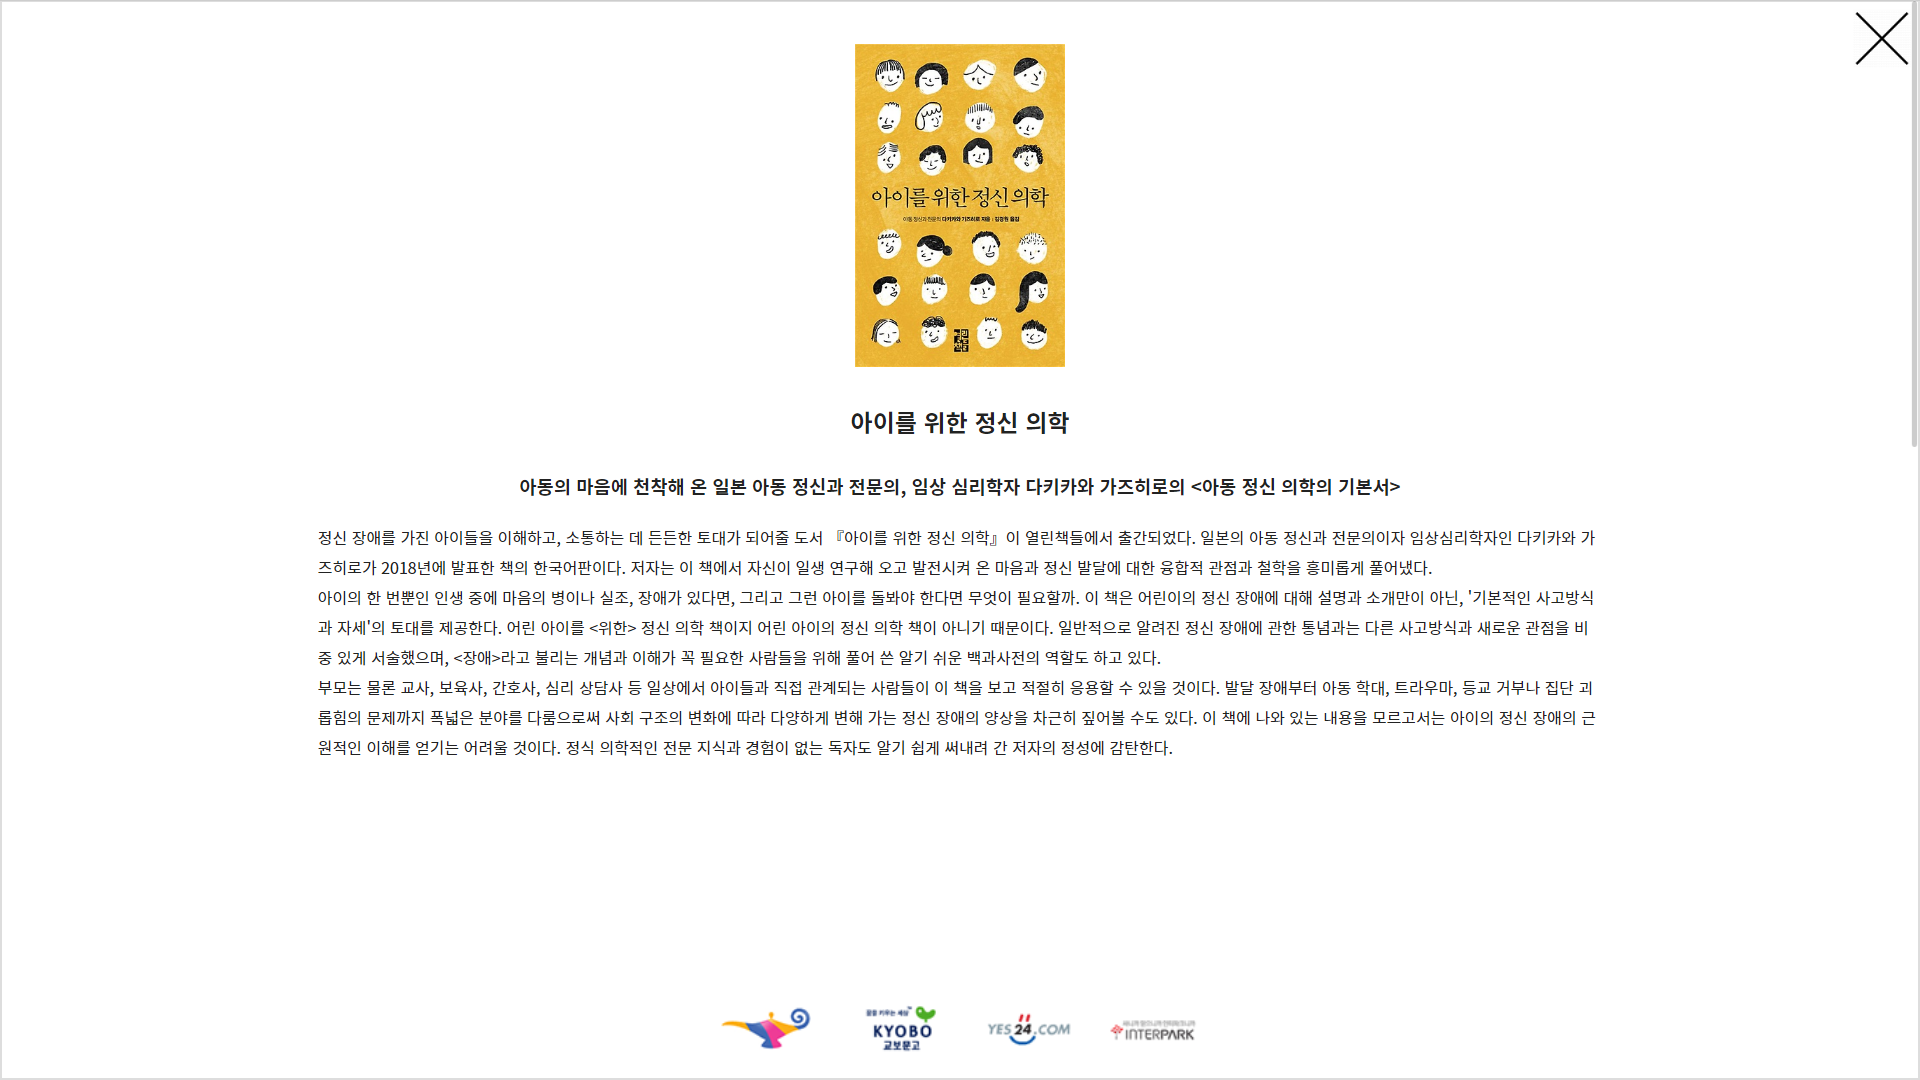 아이를 위한 정신 의학
아동 정신과 전문의 다키카와 가즈히로 지음 · 김경원 옮김
열린책들
아이를 위한 정신 의학
아동의 마음에 천착해 온 일본 아동 정신과 전문의, 임상 심리학자 다키카와 가즈히로의 <아동 정신 의학의 기본서>
정신 장애를 가진 아이들을 이해하고, 소통하는 데 든든한 토대가 되어줄 도서 『아이를 위한 정신 의학』이 열린책들에서 출간되었다. 일본의 아동 정신과 전문의이자 임상심리학자인 다키카와 가
즈히로가 2018년에 발표한 책의 한국어판이다. 저자는 이 책에서 자신이 일생 연구해 오고 발전시켜 온 마음과 정신 발달에 대한 융합적 관점과 철학을 흥미롭게 풀어냈다.
아이의 한 번뿐인 인생 중에 마음의 병이나 실조, 장애가 있다면, 그리고 그런 아이를 돌봐야 한다면 무엇이 필요할까. 이 책은 어린이의 정신 장애에 대해 설명과 소개만이 아닌, '기본적인 사고방식
과 자세'의 토대를 제공한다. 어린 아이를 <위한> 정신 의학 책이지 어린 아이의 정신 의학 책이 아니기 때문이다. 일반적으로 알려진 정신 장애에 관한 통념과는 다른 사고방식과 새로운 관점을 비
중 있게 서술했으며, <장애>라고 불리는 개념과 이해가 꼭 필요한 사람들을 위해 풀어 쓴 알기 쉬운 백과사전의 역할도 하고 있다.
부모는 물론 교사, 보육사, 간호사, 심리 상담사 등 일상에서 아이들과 직접 관계되는 사람들이 이 책을 보고 적절히 응용할 수 있을 것이다. 발달 장애부터 아동 학대, 트라우마, 등교 거부나 집단 괴
롭힘의 문제까지 폭넓은 분야를 다룸으로써 사회 구조의 변화에 따라 다양하게 변해 가는 정신 장애의 양상을 차근히 짚어볼 수도 있다. 이 책에 나와 있는 내용을 모르고서는 아이의 정신 장애의 근
원적인 이해를 얻기는 어려울 것이다. 정식 의학적인 전문 지식과 경험이 없는 독자도 알기 쉽게 써내려 간 저자의 정성에 감탄한다.
꿈을 키우는 세상
KYOBO
교보문고
YES24.COM
INTERPARK